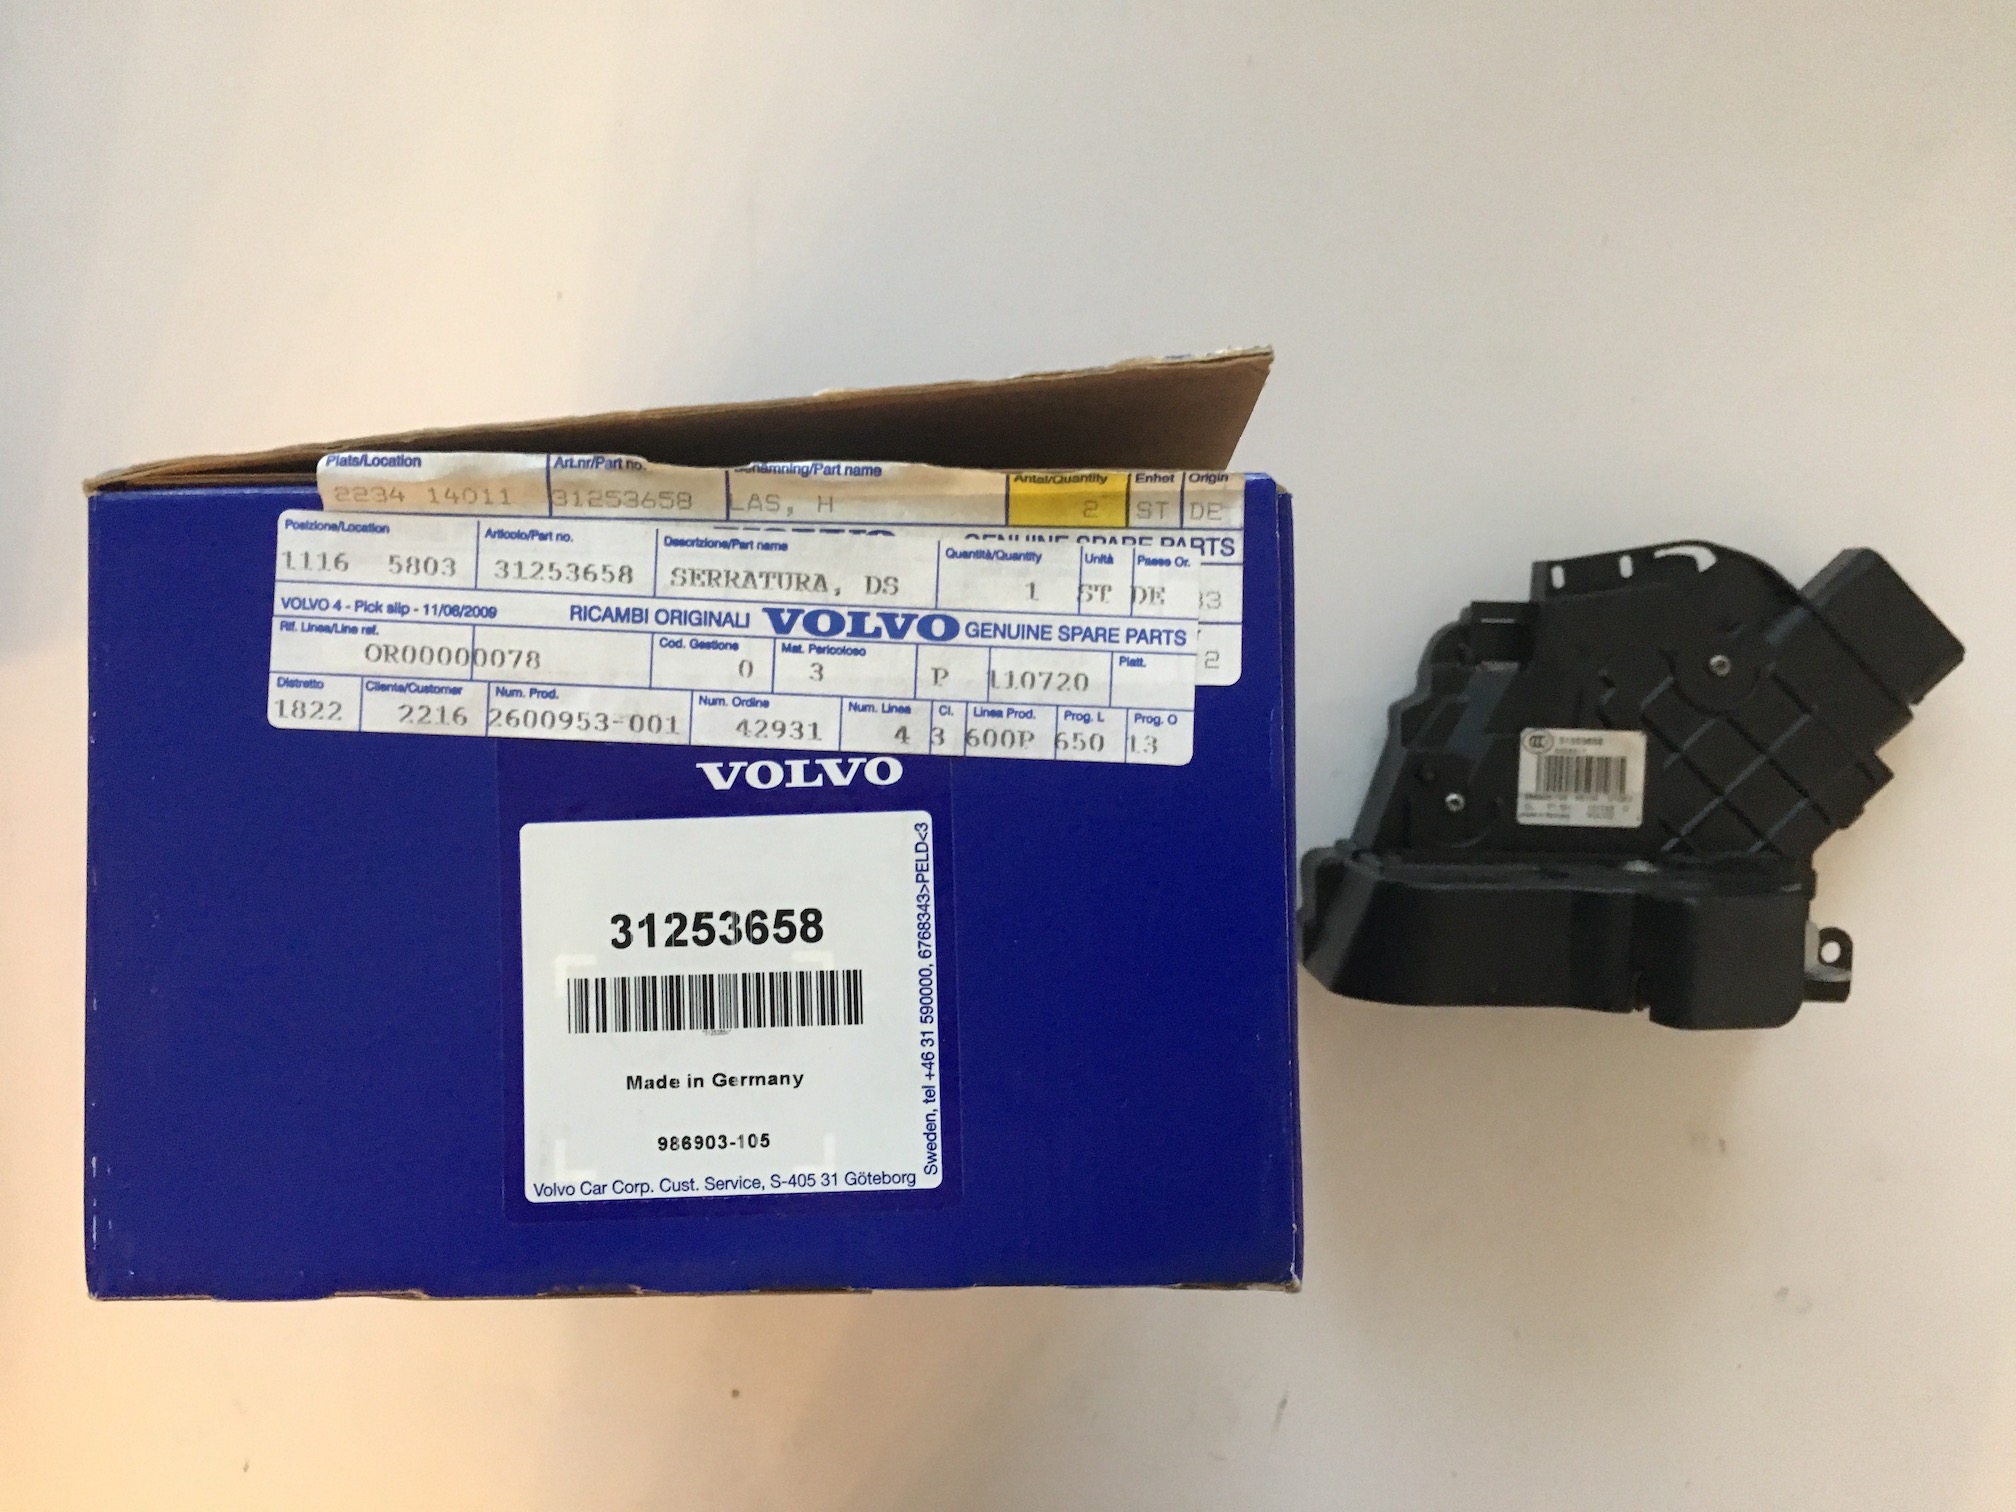 Plats/Location Art.nr/Part no. Part name Antal/Quantity Enhet Origin
2234 14011 31253658 LAS, H 2 ST DE
GENUINE SPARE PARTS
Posizione/Location Articolo/Part no. Descrizione/Part name Quantità/Quantity Unità Paese Or.
1116 5803 31253658 SERRATURA, DS 1 ST DE 33
VOLVO 4 - Pick slip - 11/06/2009 RICAMBI ORIGINALI VOLVO GENUINE SPARE PARTS
Rif. Linea/Line ref. Cod. Gestione Mat. Pericoloso Piatt.
OR00000078 0 3 P 110720 2
Distretto Cliente/Customer Num. Prod. Num. Ordine Num. Linea Cl. Linea Prod. Prog. L Prog. O
1822 2216 2600953-001 42931 4 3 600P 650 13
VOLVO
31253658
Made in Germany
986903-105
Volvo Car Corp. Cust. Service, S-405 31 Göteborg
Sweden, tel +46 31 590000, 6768343>PELD<3
31253658